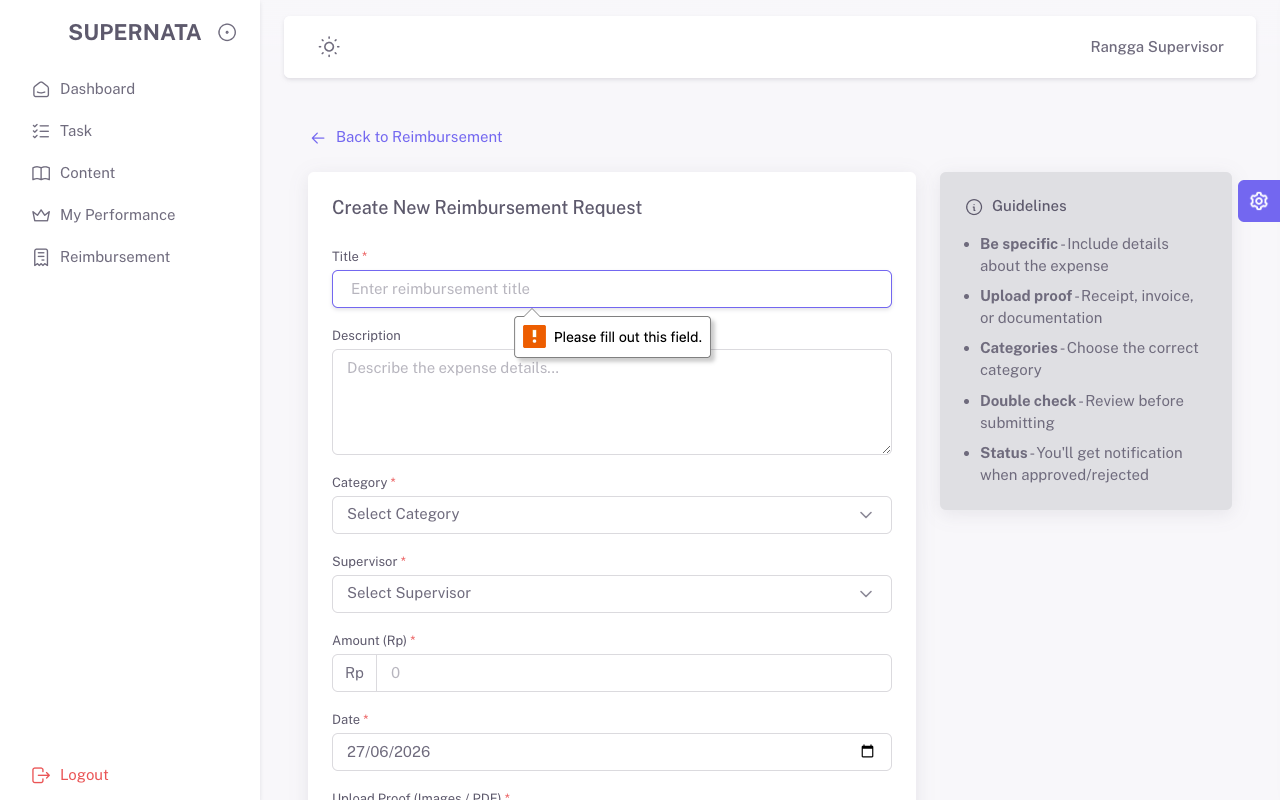 SUPERNATA
Dashboard
Task
Content
My Performance
Reimbursement
Logout
Rangga Supervisor
Back to Reimbursement
Create New Reimbursement Request
Title *
Enter reimbursement title
Please fill out this field.
Description
Describe the expense details...
Category *
Select Category
Supervisor *
Select Supervisor
Amount (Rp) *
Rp 0
Date *
27/06/2026
Upload Proof (Images / PDF) *
Guidelines
• Be specific - Include details
about the expense
• Upload proof - Receipt, invoice,
or documentation
• Categories - Choose the correct
category
• Double check - Review before
submitting
• Status - You'll get notification
when approved/rejected